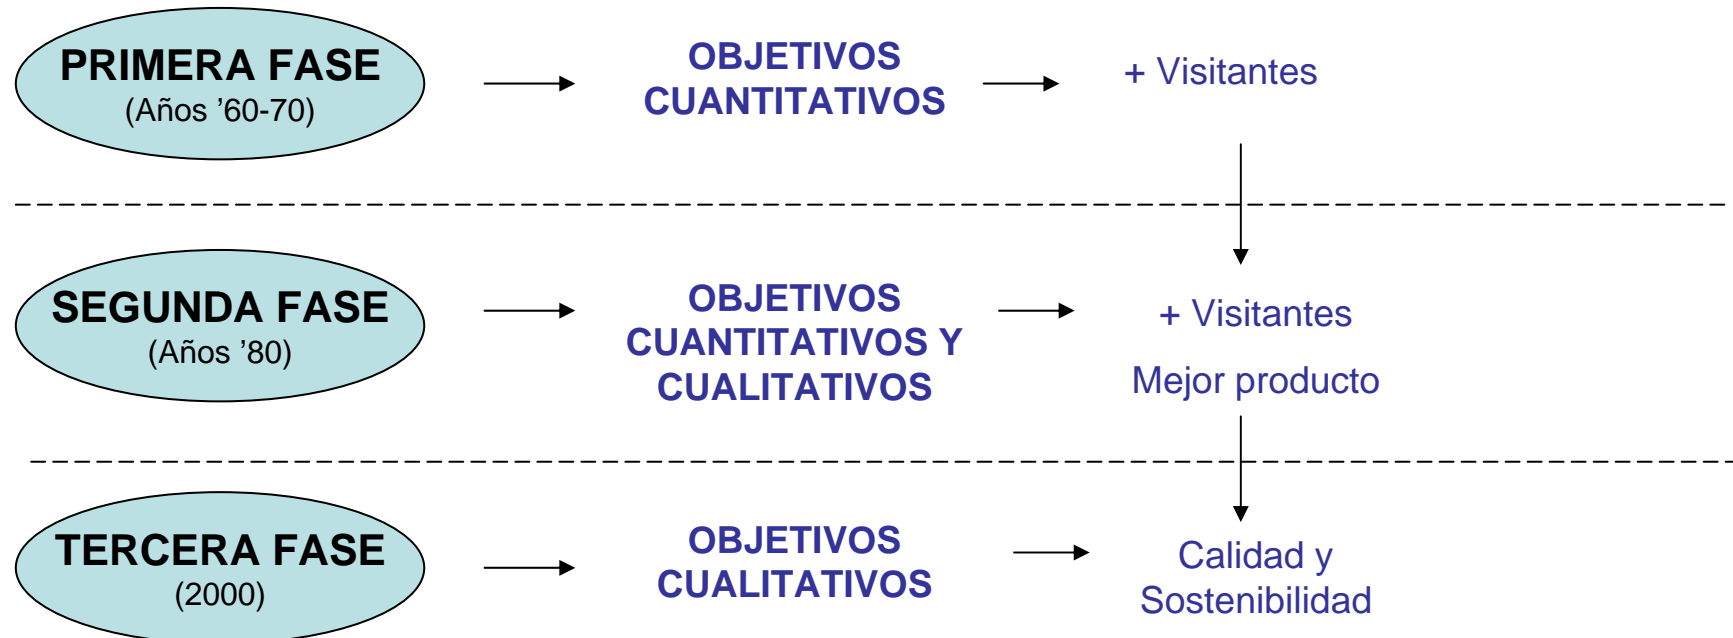 PRIMERA FASE
(Años ’60-70)
OBJETIVOS
CUANTITATIVOS
+ Visitantes
SEGUNDA FASE
(Años ’80)
OBJETIVOS
CUANTITATIVOS Y
CUALITATIVOS
+ Visitantes
Mejor producto
TERCERA FASE
(2000)
OBJETIVOS
CUALITATIVOS
Calidad y
Sostenibilidad